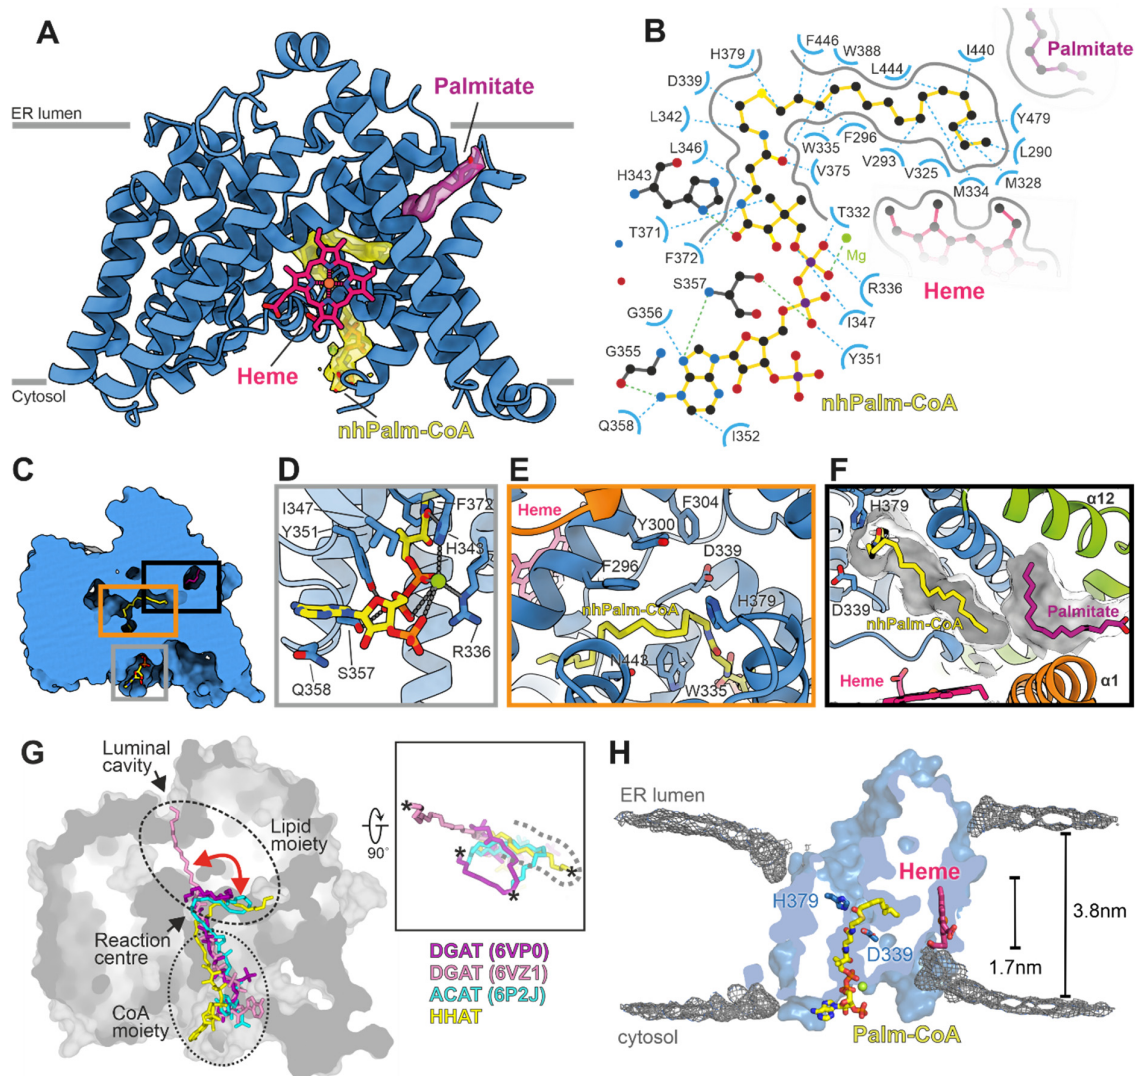 A
Palmitate
ER lumen
Heme
Cytosol
nhPalm-CoA
B
F446
W388
H379
L444
I440
Palmitate
D339
L342
Y479
L346
W335
F296
L290
H343
V375
V293
V325
M328
M334
T332
T371
Mg
F372
S357
R336
Heme
G356
I347
G355
Y351
Q358
I352
nhPalm-CoA
C
D
I347
F372
Y351
H343
S357
R336
Q358
E
Heme
F304
Y300
D339
F296
nhPalm-CoA
H379
N443
W335
F
H379
α12
D339
nhPalm-CoA
Palmitate
Heme
α1
G
Luminal
cavity
Lipid
moiety
Reaction
centre
CoA
moiety
90°
*
*
*
*
DGAT (6VP0)
DGAT (6VZ1)
ACAT (6P2J)
HHAT
H
ER lumen
Heme
H379
3.8nm
D339
1.7nm
cytosol
Palm-CoA